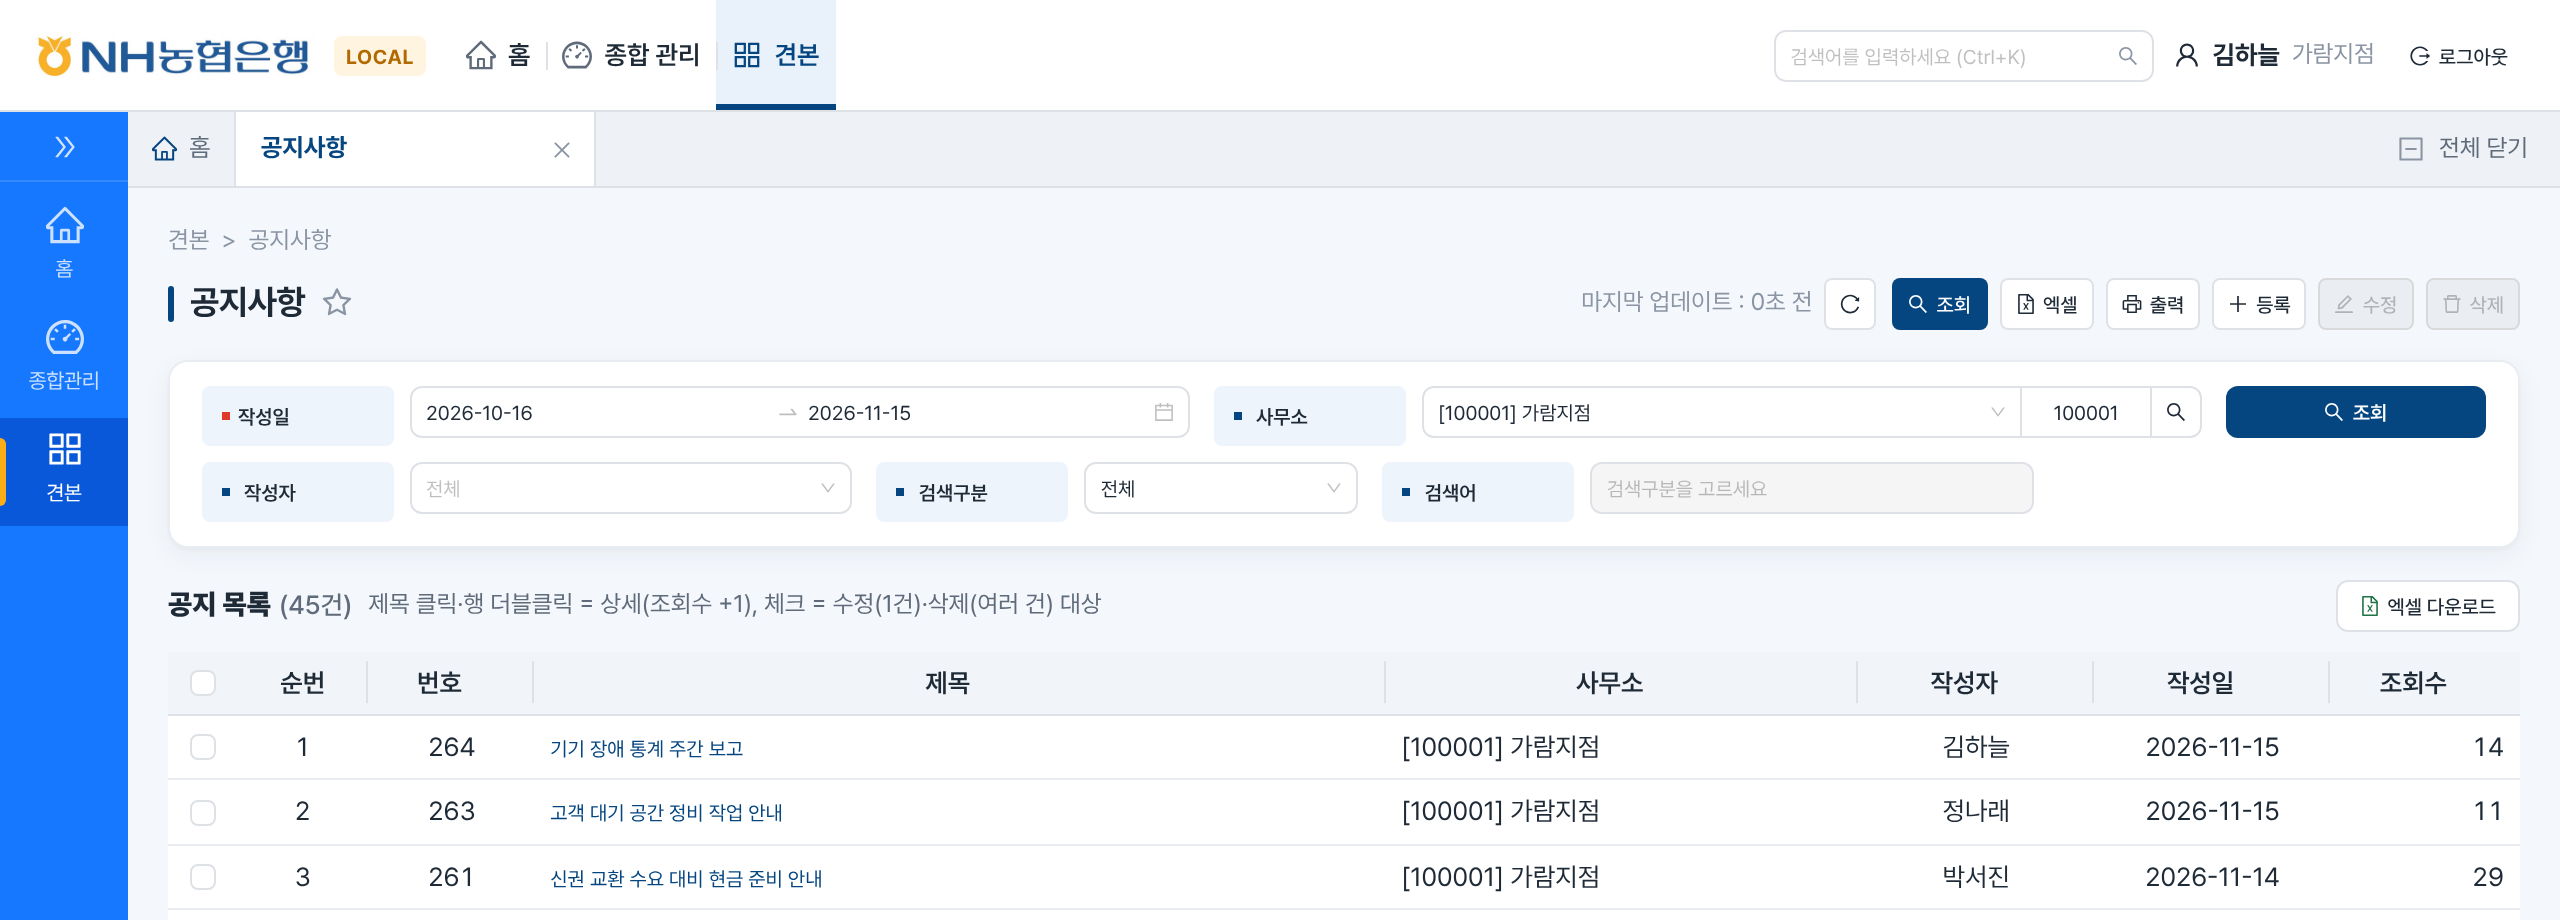 NH농협은행 LOCAL 홈 종합 관리 견본 검색어를 입력하세요 (Ctrl+K) 김하늘 가람지점 로그아웃
홈 공지사항 전체 닫기
홈
종합관리
견본
견본 > 공지사항
공지사항 마지막 업데이트 : 0초 전 조회 엑셀 출력 등록 수정 삭제
작성일 2026-10-16 → 2026-11-15 사무소 [100001] 가람지점 100001 조회
작성자 전체 검색구분 전체 검색어 검색구분을 고르세요
공지 목록 (45건) 제목 클릭·행 더블클릭 = 상세(조회수 +1), 체크 = 수정(1건)·삭제(여러 건) 대상 엑셀 다운로드
순번 번호 제목 사무소 작성자 작성일 조회수
1 264 기기 장애 통계 주간 보고 [100001] 가람지점 김하늘 2026-11-15 14
2 263 고객 대기 공간 정비 작업 안내 [100001] 가람지점 정나래 2026-11-15 11
3 261 신권 교환 수요 대비 현금 준비 안내 [100001] 가람지점 박서진 2026-11-14 29